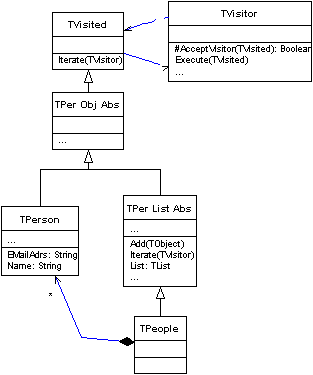 TVisited
Iterate(TVisitor)
TVisitor
#AcceptVisitor(TVisited): Boolean
Execute(TVisited)
...
TPer Obj Abs
...
TPerson
...
EMailAdrs: String
Name: String
TPer List Abs
...
Add(TObject)
Iterate(TVisitor)
List: TList
...
*
TPeople